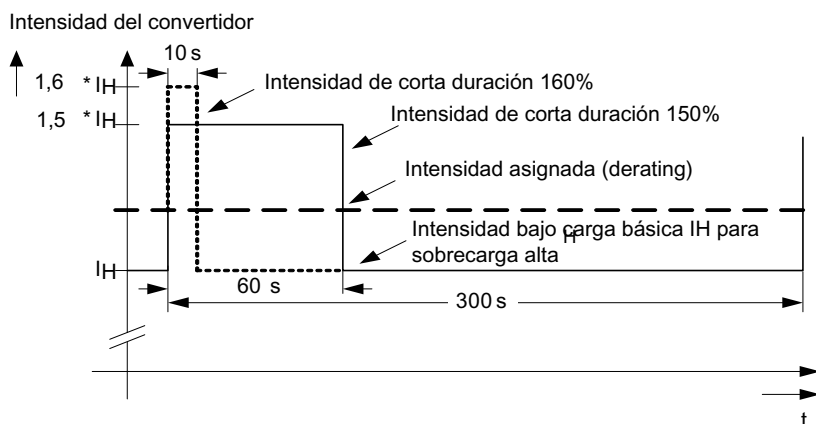 Intensidad del convertidor
10 s
1,6 * IH
Intensidad de corta duración 160%
1,5 * IH
Intensidad de corta duración 150%
Intensidad asignada (derating)
Intensidad bajo carga básica IH para
H
sobrecarga alta
IH
60 s
300 s
t